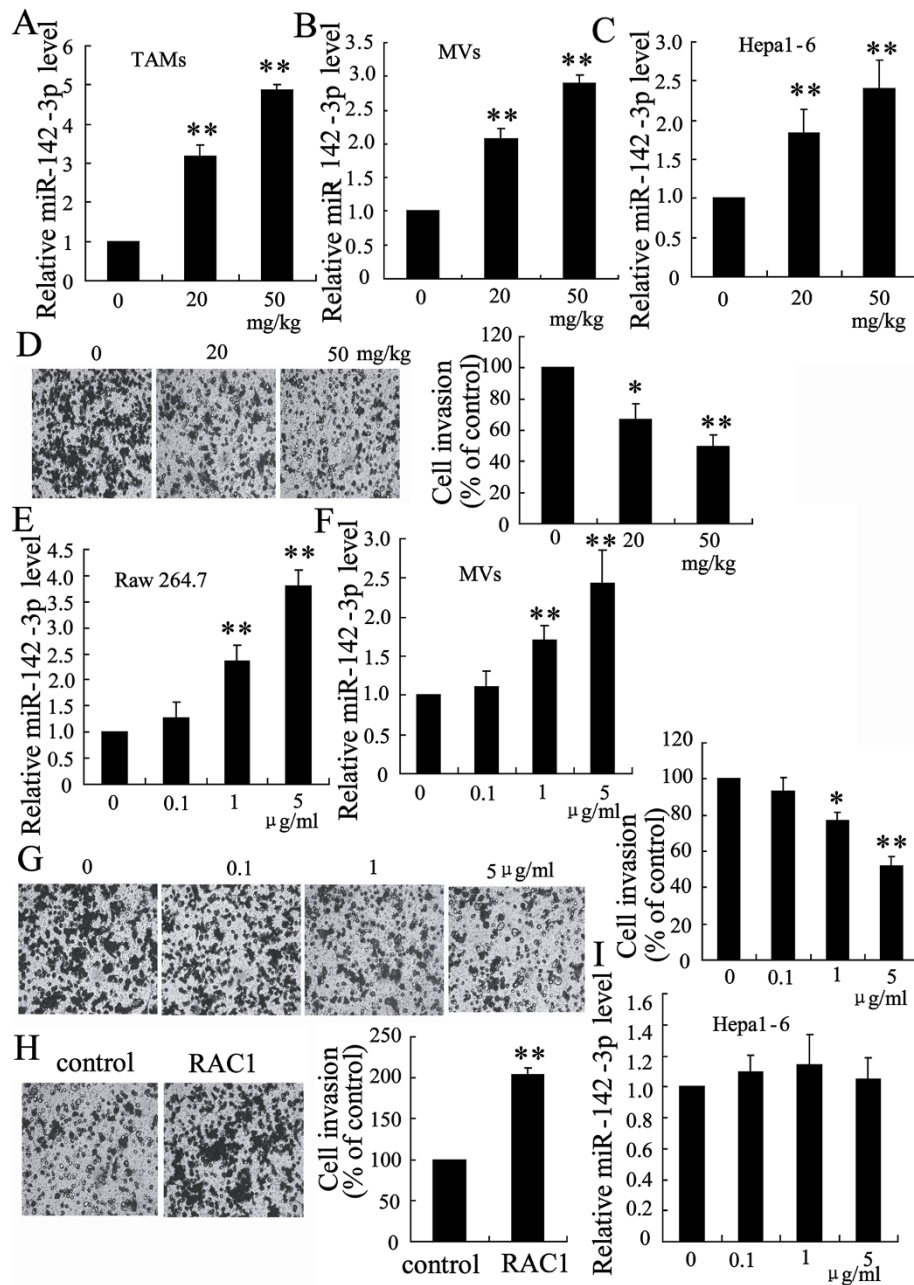 A
Relative miR-142-3p level
6
5
4
3
2
1
0
TAMs
**
**
0
20
50
mg/kg
B
Relative miR 142-3p level
3.5
3.0
2.5
2.0
1.5
1.0
0.5
0
MVs
**
**
0
20
50
mg/kg
C
Relative miR-142-3p level
3.0
2.5
2.0
1.5
1.0
0.5
0
Hepa1-6
**
**
0
20
50
mg/kg
D
0
20
50 mg/kg
Cell invasion
(% of control)
120
100
80
60
40
20
0
*
**
0
20
50
mg/kg
E
Relative miR-142-3p level
4.5
4.0
3.5
3.0
2.5
2.0
1.5
1.0
0.5
0
Raw 264.7
**
**
0
0.1
1
5
μg/ml
F
Relative miR-142-3p level
3.0
2.5
2.0
1.5
1.0
0.5
0
MVs
**
**
0
0.1
1
5
μg/ml
G
0
0.1
1
5 μg/ml
Cell invasion
(% of control)
120
100
80
60
40
20
0
*
**
0
0.1
1
5
μg/ml
H
control
RAC1
Cell invasion
(% of control)
250
200
150
100
50
0
**
control
RAC1
I
Relative miR-142-3p level
1.6
1.4
1.2
1.0
0.8
0.6
0.4
0.2
0.0
Hepa1-6
0
0.1
1
5
μg/ml